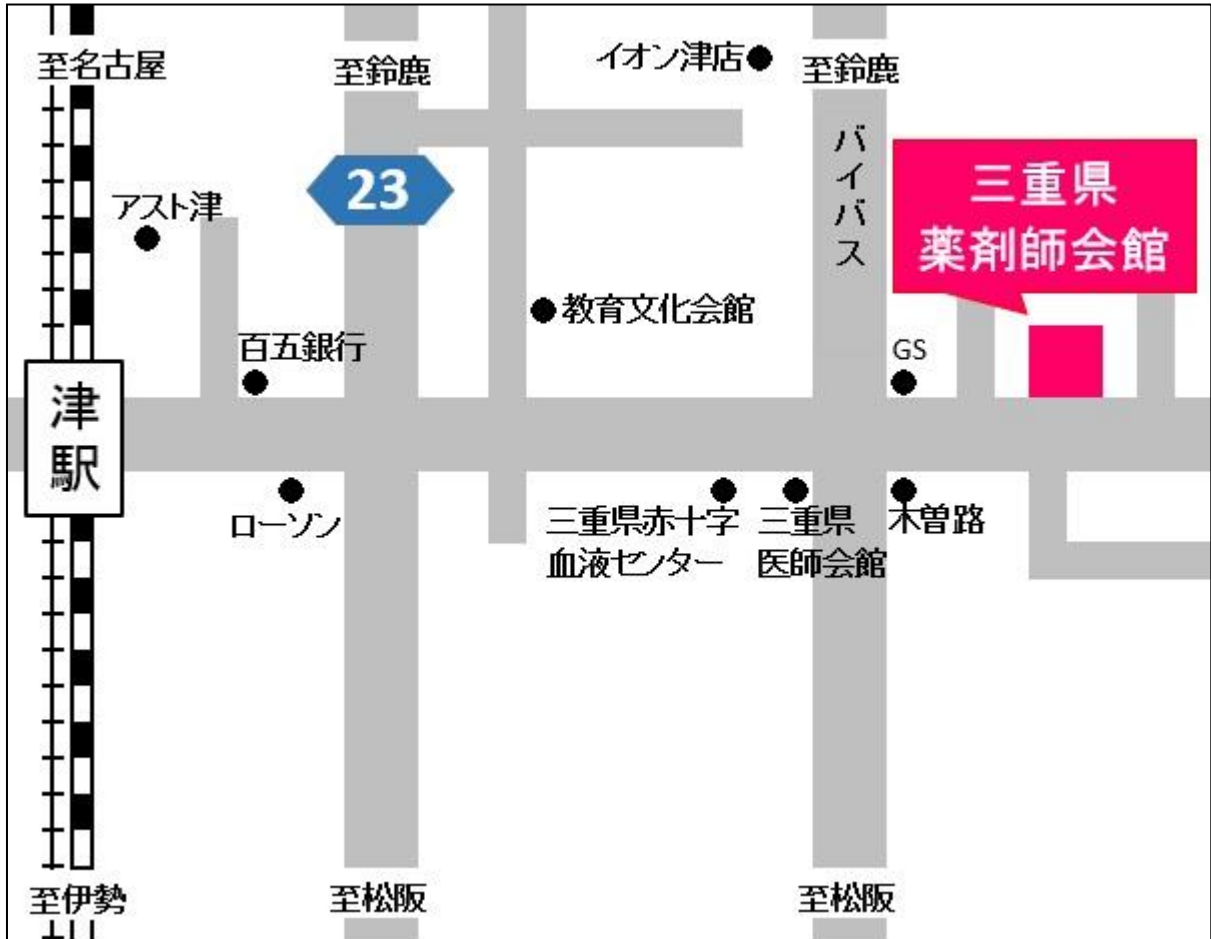 至名古屋
至鈴鹿
イオン津店
至鈴鹿
バイパス
三重県
薬剤師会館
23
アスト津
教育文化会館
百五銀行
GS
津駅
ローソン
三重県赤十字
血液センター
三重県
医師会館
木曽路
至伊勢
至松阪
至松阪